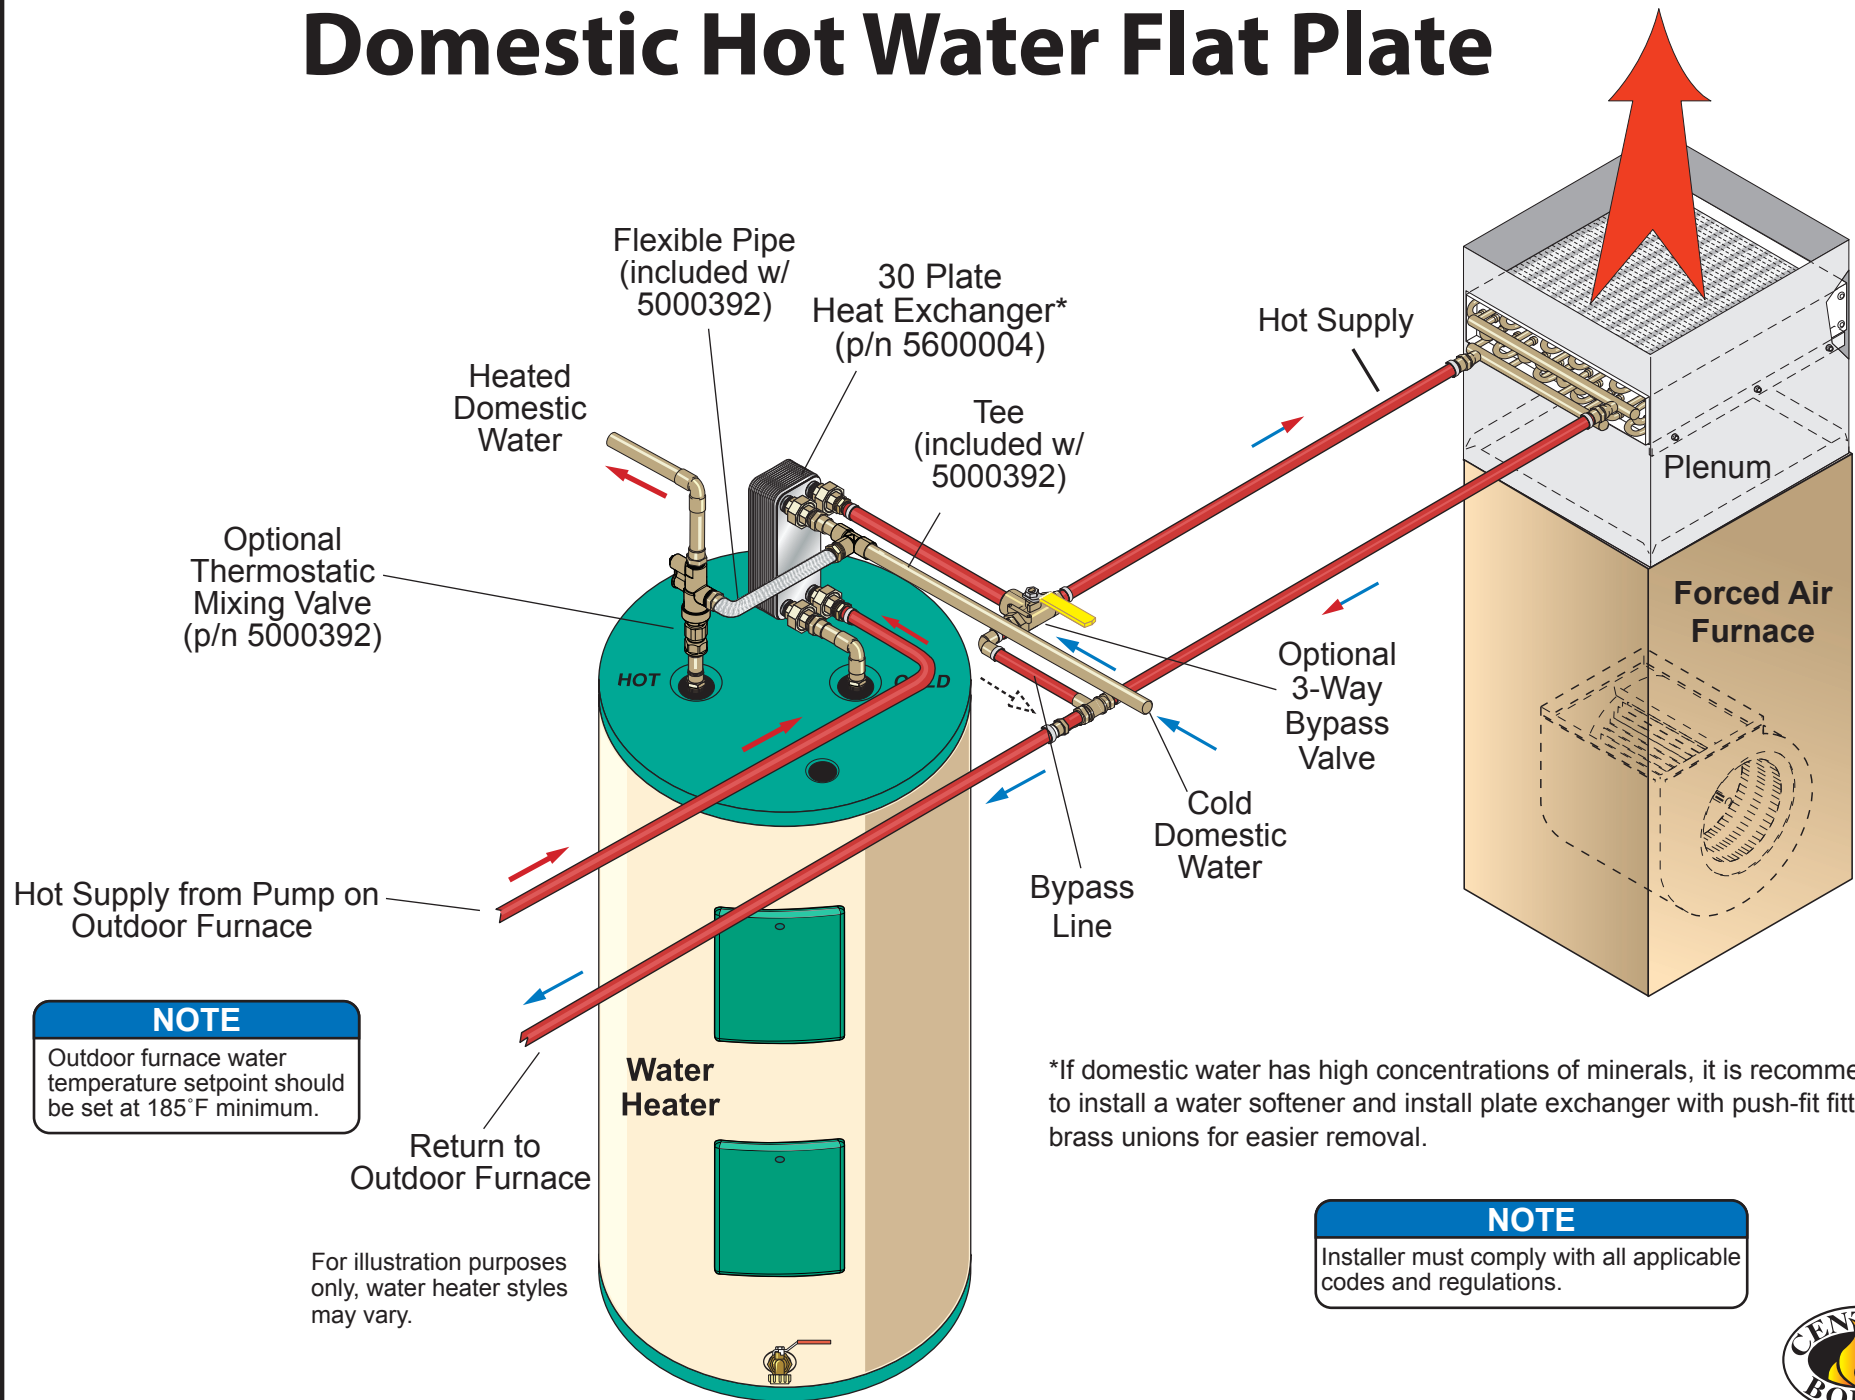 Domestic Hot Water Flat Plate
Flexible Pipe
(included w/
5000392)
30 Plate
Heat Exchanger*
(p/n 5600004)
Hot Supply
Heated
Domestic
Water
Tee
(included w/
5000392)
Plenum
Optional
Thermostatic
Mixing Valve
(p/n 5000392)
Forced Air
Furnace
HOT
Optional
3-Way
Bypass
Valve
Cold
Domestic
Water
Bypass
Line
Hot Supply from Pump on
Outdoor Furnace
NOTE
Outdoor furnace water
temperature setpoint should
be set at 185°F minimum.
Water
Heater
Return to
Outdoor Furnace
*If domestic water has high concentrations of minerals, it is
to install a water softener and install plate exchanger with push-fit
brass unions for easier removal.
For illustration purposes
only, water heater styles
may vary.
NOTE
Installer must comply with all applicable
codes and regulations.